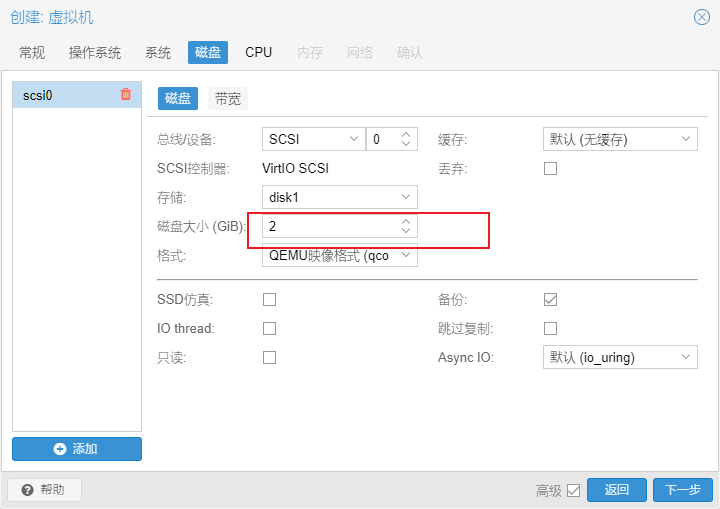 创建: 虚拟机
常规 操作系统 系统 磁盘 CPU 内存 网络 确认
scsi0
磁盘 带宽
总线/设备: SCSI 0 缓存: 默认 (无缓存)
SCSI控制器: VirtIO SCSI 丢弃:
存储: disk1
磁盘大小 (GiB): 2
格式: QEMU映像格式 (qco
SSD仿真: 备份:
IO thread: 跳过复制:
只读: Async IO: 默认 (io_uring)
添加
帮助 高级 返回 下一步